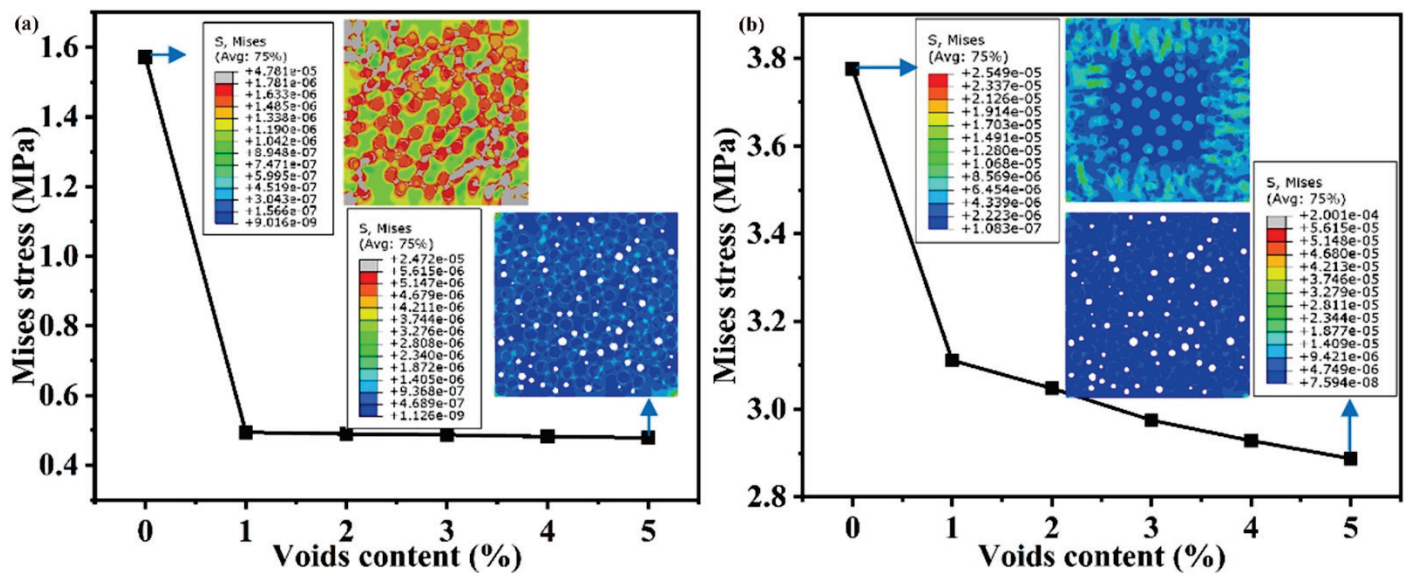 (a)
Mises stress (MPa)
1.6
1.4
1.2
1.0
0.8
0.6
0.4
S, Mises
(Avg: 75%)
+4.781e-05
+1.781e-06
+1.633e-06
+1.485e-06
+1.338e-06
+1.190e-06
+1.042e-06
+8.948e-07
+7.471e-07
+5.995e-07
+4.519e-07
+3.043e-07
+1.566e-07
+9.016e-09
S, Mises
(Avg: 75%)
+2.472e-05
+5.615e-06
+5.147e-06
+4.679e-06
+4.211e-06
+3.744e-06
+3.276e-06
+2.808e-06
+2.340e-06
+1.872e-06
+1.405e-06
+9.368e-07
+4.689e-07
+1.126e-09
0 1 2 3 4 5
Voids content (%)
(b)
Mises stress (MPa)
3.8
3.6
3.4
3.2
3.0
2.8
S, Mises
(Avg: 75%)
+2.549e-05
+2.337e-05
+2.126e-05
+1.914e-05
+1.703e-05
+1.491e-05
+1.280e-05
+1.068e-05
+8.569e-06
+6.454e-06
+4.339e-06
+2.223e-06
+1.083e-07
S, Mises
(Avg: 75%)
+2.001e-04
+5.615e-05
+5.148e-05
+4.680e-05
+4.213e-05
+3.746e-05
+3.279e-05
+2.811e-05
+2.344e-05
+1.877e-05
+1.409e-05
+9.421e-06
+4.749e-06
+7.594e-08
0 1 2 3 4 5
Voids content (%)